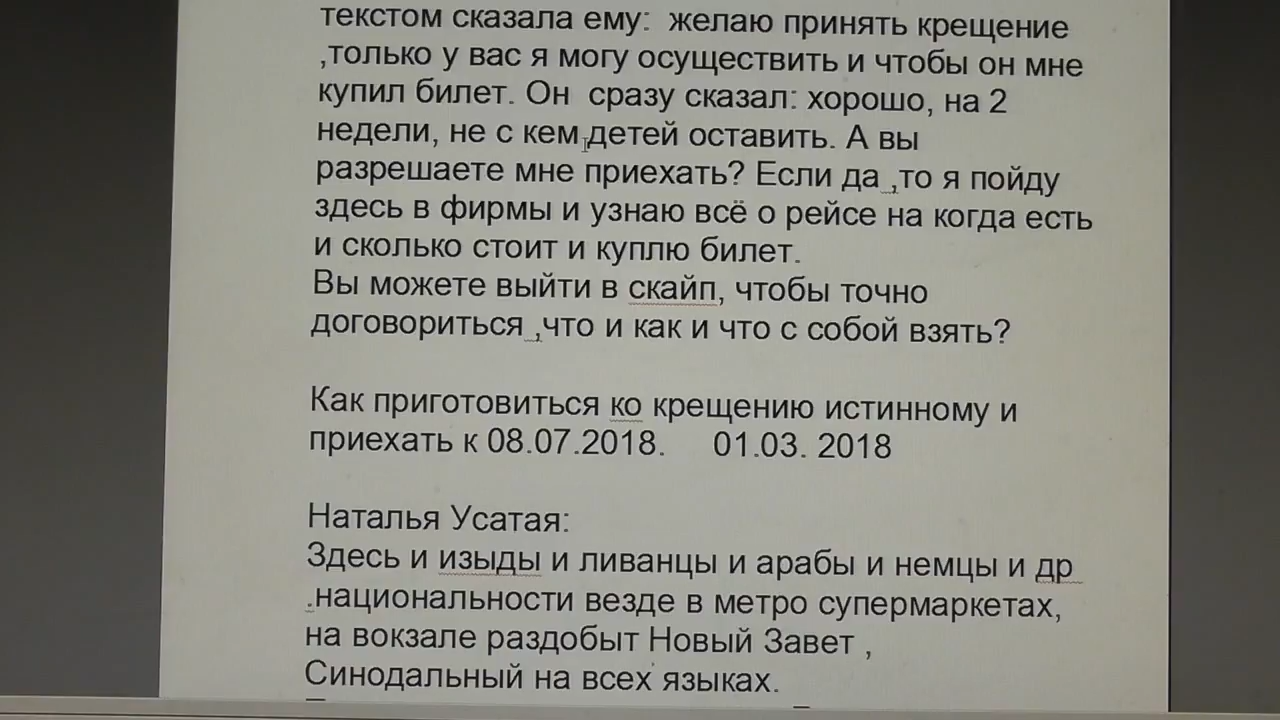 текстом сказала ему:  желаю принять крещение
,только у вас я могу осуществить и чтобы он мне
купил билет. Он  сразу сказал: хорошо, на 2
недели, не с кем детей оставить. А вы
разрешаете мне приехать? Если да ,то я пойду
здесь в фирмы и узнаю всё о рейсе на когда есть
и сколько стоит и куплю билет.
Вы можете выйти в скайп, чтобы точно
договориться ,что и как и что с собой взять?
Как приготовиться ко крещению истинному и
приехать к 08.07.2018.    01.03. 2018
Наталья Усатая:
Здесь и изыды и ливанцы и арабы и немцы и др
.национальности везде в метро супермаркетах,
на вокзале раздобыт Новый Завет ,
Синодальный на всех языках.